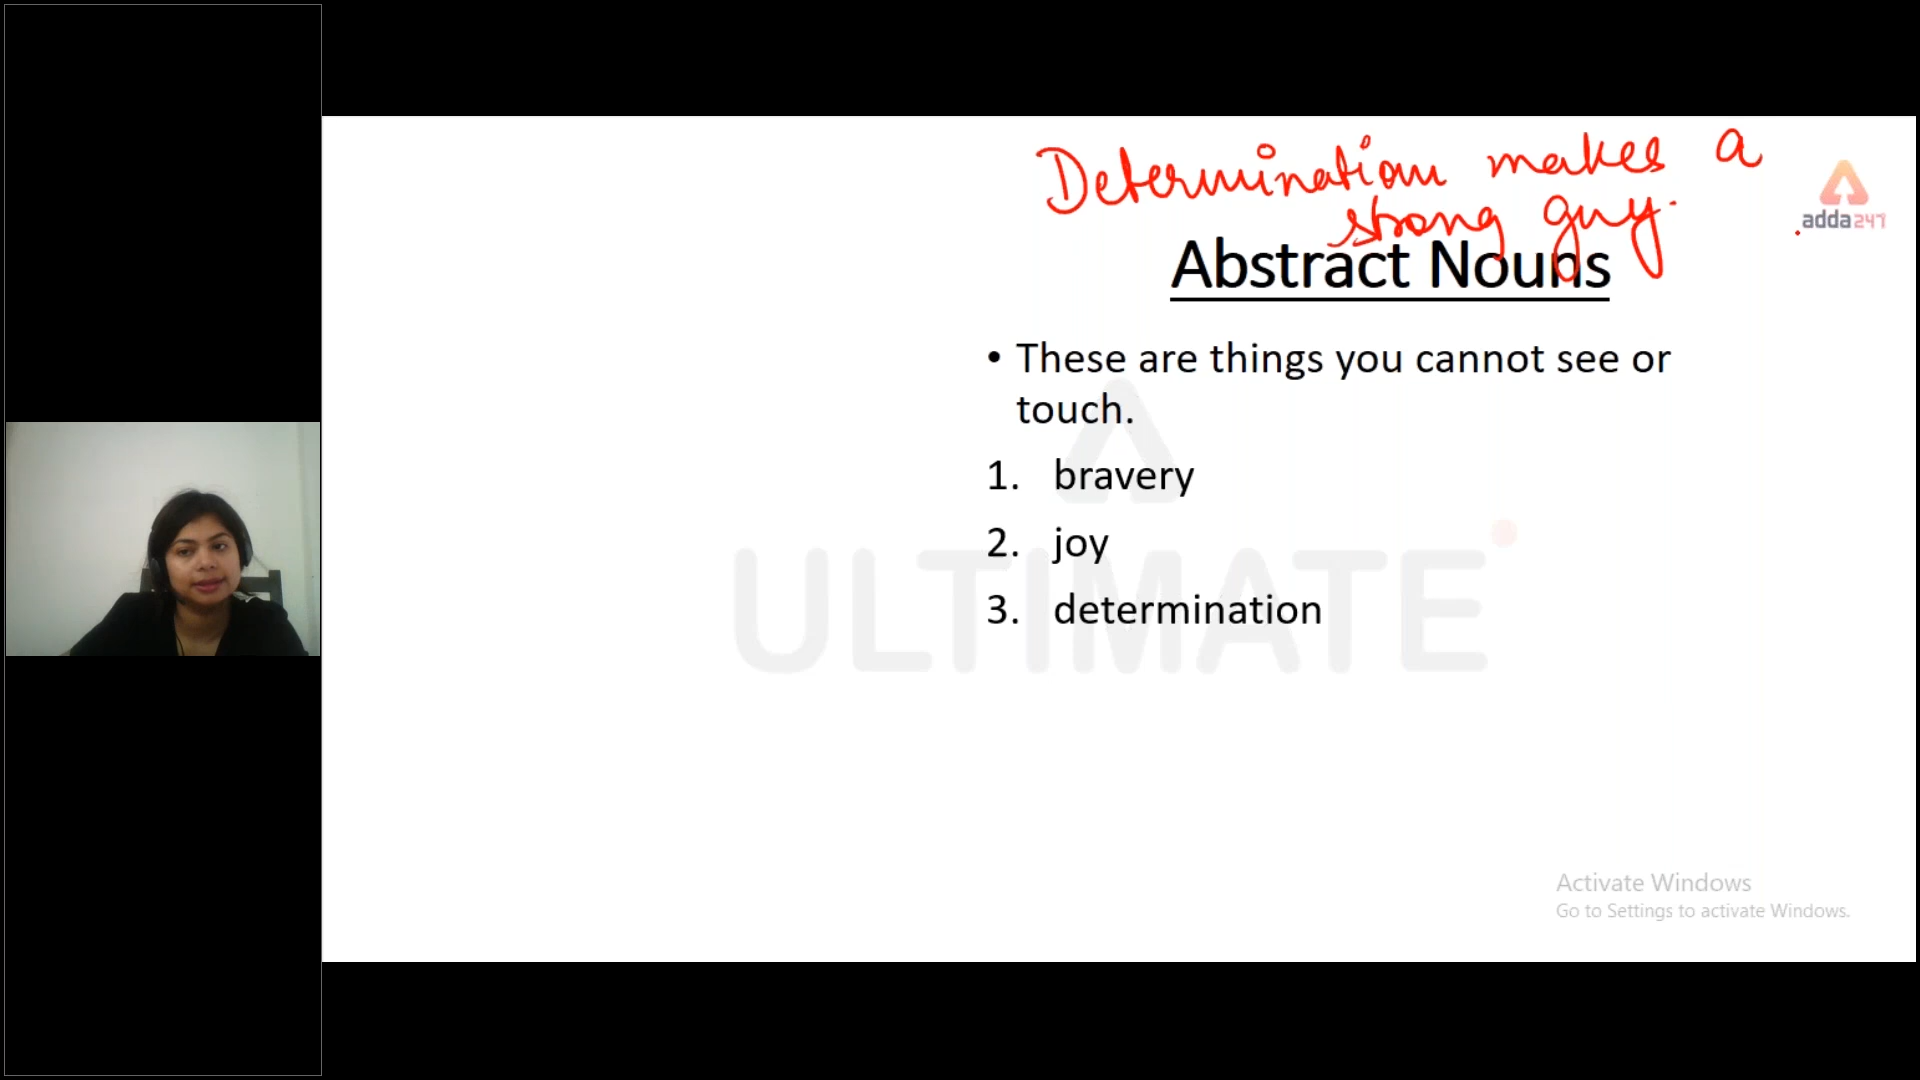 Determination makes a
strong guy.
adda247
Abstract Nouns
• These are things you cannot see or
touch.
1. bravery
2. joy
3. determination
ULTIMATE
Activate Windows
Go to Settings to activate Windows.